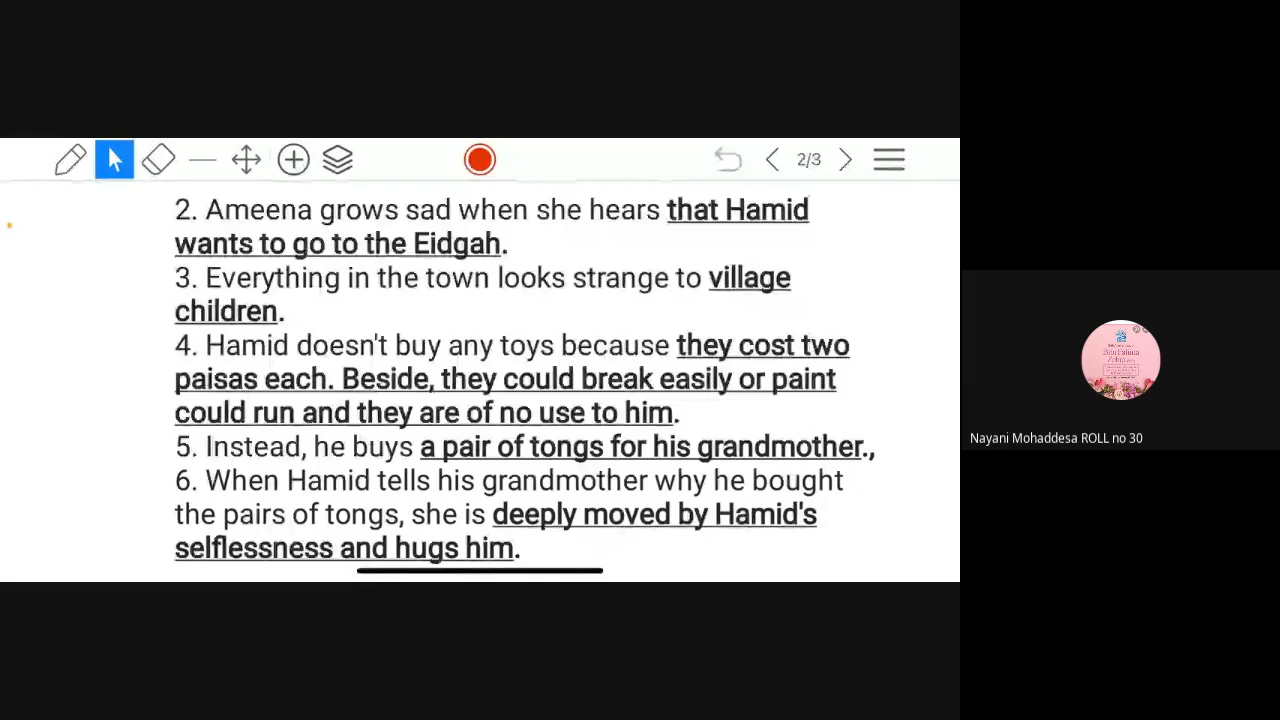 2/3
2. Ameena grows sad when she hears that Hamid
wants to go to the Eidgah.
3. Everything in the town looks strange to village
children.
4. Hamid doesn't buy any toys because they cost two
paisas each. Beside, they could break easily or paint
could run and they are of no use to him.
5. Instead, he buys a pair of tongs for his grandmother.,
6. When Hamid tells his grandmother why he bought
the pairs of tongs, she is deeply moved by Hamid's
selflessness and hugs him.
Nayani Mohaddesa ROLL no 30